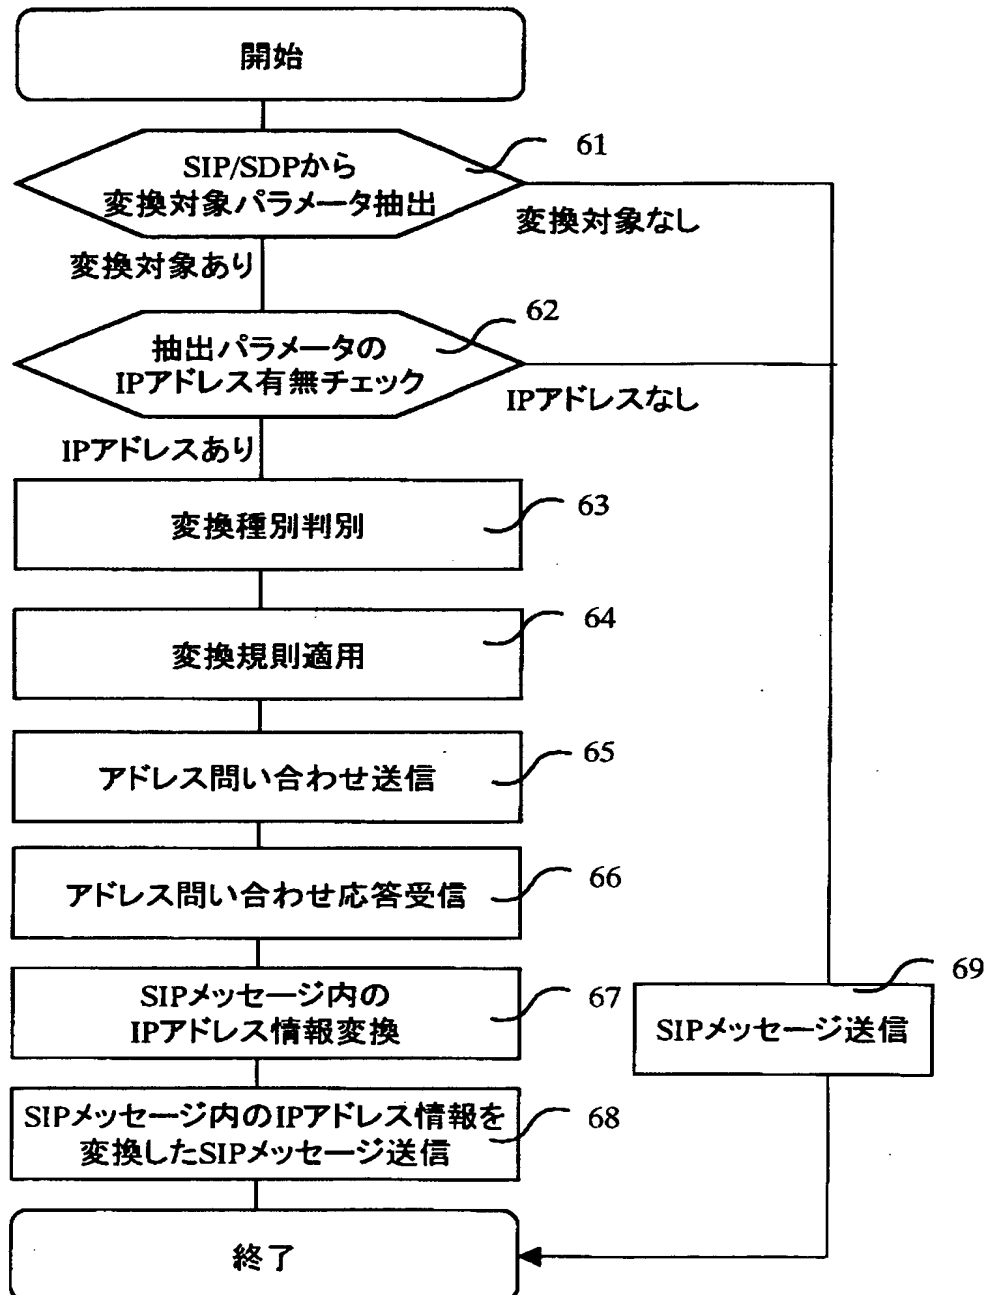 開始
SIP/SDPから
変換対象パラメータ抽出
61
変換対象なし
変換対象あり
抽出パラメータの
IPアドレス有無チェック
62
IPアドレスなし
IPアドレスあり
変換種別判別
63
変換規則適用
64
アドレス問い合わせ送信
65
アドレス問い合わせ応答受信
66
SIPメッセージ内の
IPアドレス情報変換
67
69
SIPメッセージ送信
SIPメッセージ内のIPアドレス情報を
変換したSIPメッセージ送信
68
終了